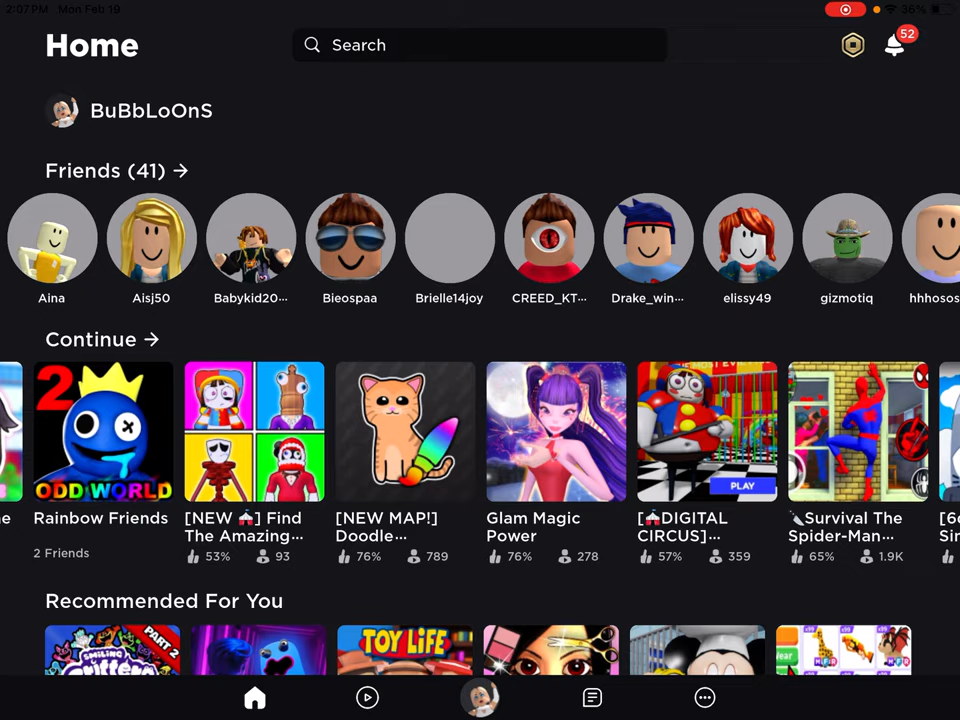 2:07 PM Mon Feb 19
36%
Home
Search
52
BuBbLoOnS
Friends (41) →
Aina
Aisj50
Babykid20...
Bieospaa
Brielle14joy
CREED_KT...
Drake_win...
elissy49
gizmotiq
hhhosos
Continue →
2
ODD WORLD
PLAY
Rainbow Friends
2 Friends
[NEW 🎪] Find
The Amazing...
53% 93
[NEW MAP!]
Doodle...
76% 789
Glam Magic
Power
76% 278
[🎪DIGITAL
CIRCUS]...
57% 359
🔪Survival The
Spider-Man...
65% 1.9K
Recommended For You
SMILING
Critters
PART 2
TOY LIFE